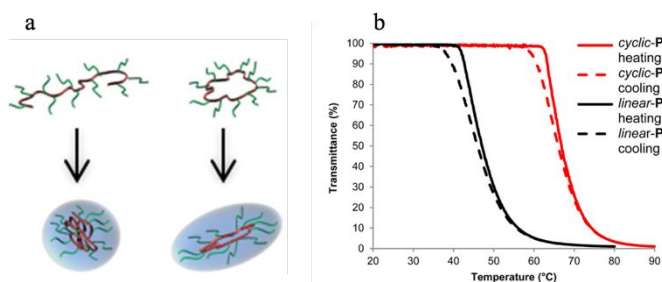 a
b
100
90
80
70
60
50
40
30
20
10
0
Transmittance (%)
20 30 40 50 60 70 80 90
Temperature (°C)
cyclic-P
heating
cyclic-P
cooling
linear-P
heating
linear-P
cooling